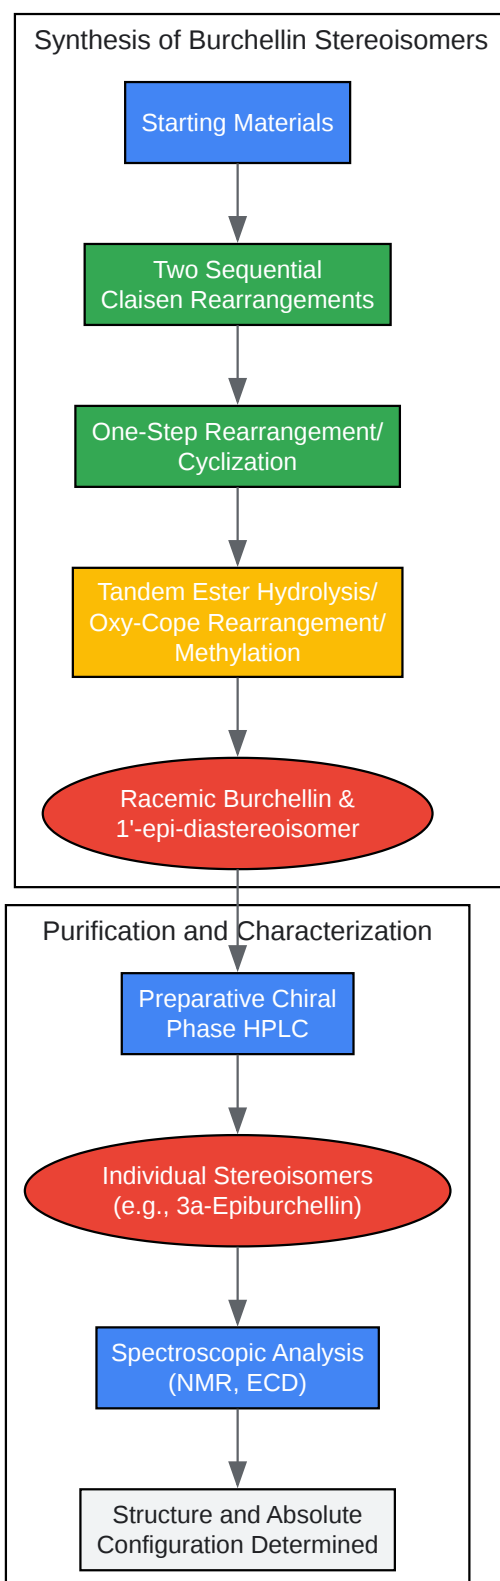 Synthesis of Burchellin Stereoisomers
Starting Materials
Two Sequential
Claisen Rearrangements
One-Step Rearrangement/
Cyclization
Tandem Ester Hydrolysis/
Oxy-Cope Rearrangement/
Methylation
Racemic Burchellin &
1'-epi-diastereoisomer
Purification and Characterization
Preparative Chiral
Phase HPLC
Individual Stereoisomers
(e.g., 3a-Epiburchellin)
Spectroscopic Analysis
(NMR, ECD)
Structure and Absolute
Configuration Determined